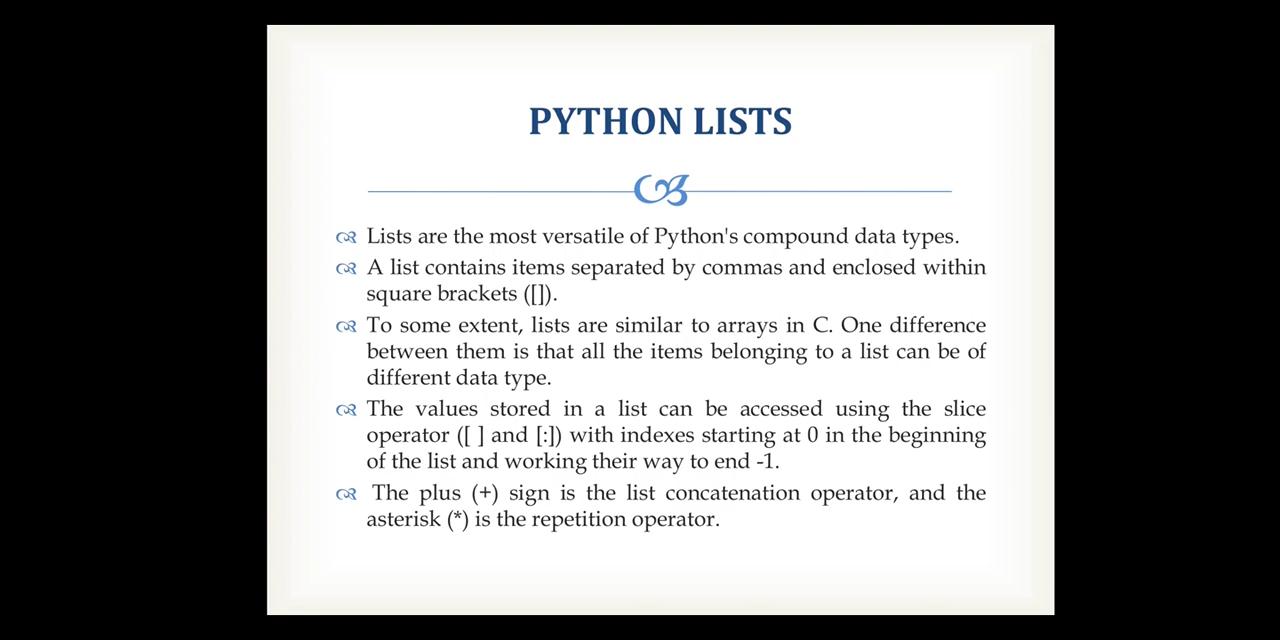 PYTHON LISTS
Lists are the most versatile of Python's compound data types.
A list contains items separated by commas and enclosed within
square brackets ([]).
To some extent, lists are similar to arrays in C. One difference
between them is that all the items belonging to a list can be of
different data type.
The values stored in a list can be accessed using the slice
operator ([ ] and [:]) with indexes starting at 0 in the beginning
of the list and working their way to end -1.
The plus (+) sign is the list concatenation operator, and the
asterisk (*) is the repetition operator.